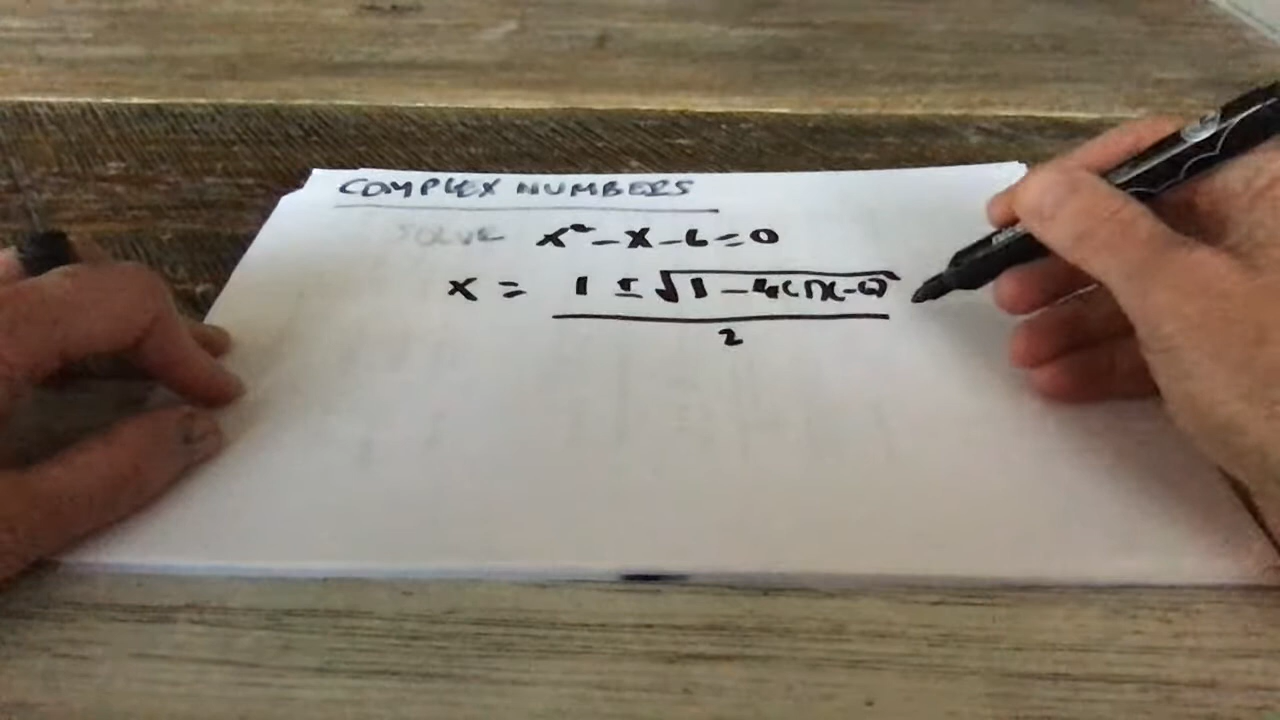 COMPLEX NUMBERS
SOLVE x² - x - 6 = 0
x = 1 ± √1 - 4(1)(-6)
2